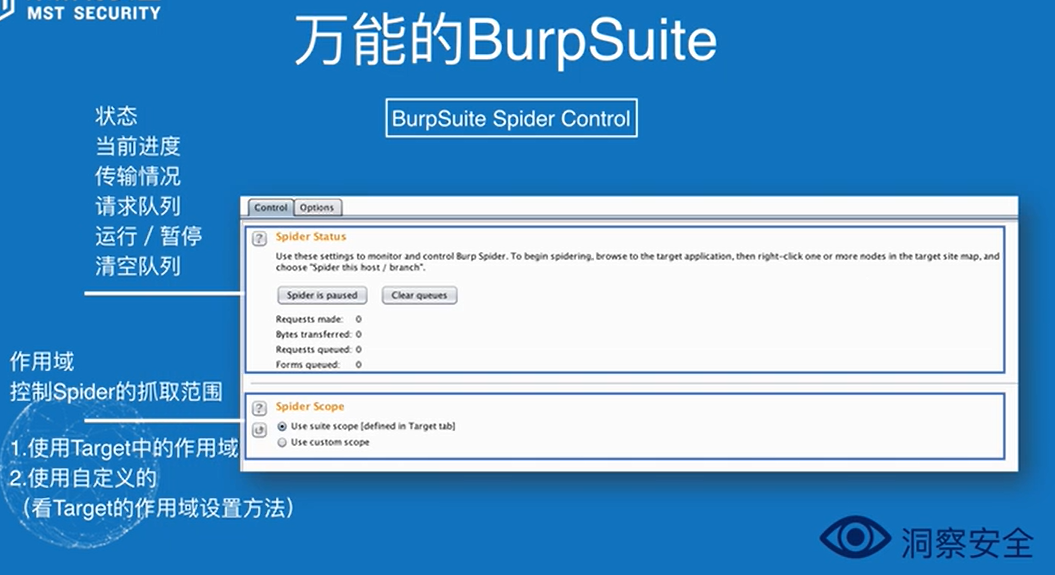 MST SECURITY
万能的BurpSuite
BurpSuite Spider Control
状态
当前进度
传输情况
请求队列
运行 / 暂停
清空队列
Control
Options
Spider Status
Use these settings to monitor and control Burp Spider. To begin spidering, browse to the target application, then right-click one or more nodes in the target site map, and
choose "Spider this host / branch".
Spider is paused
Clear queues
Requests made: 0
Bytes transferred: 0
Requests queued: 0
Forms queued: 0
作用域
控制Spider的抓取范围
Spider Scope
Use suite scope [defined in Target tab]
Use custom scope
1.使用Target中的作用域
2.使用自定义的
（看Target的作用域设置方法）
洞察安全